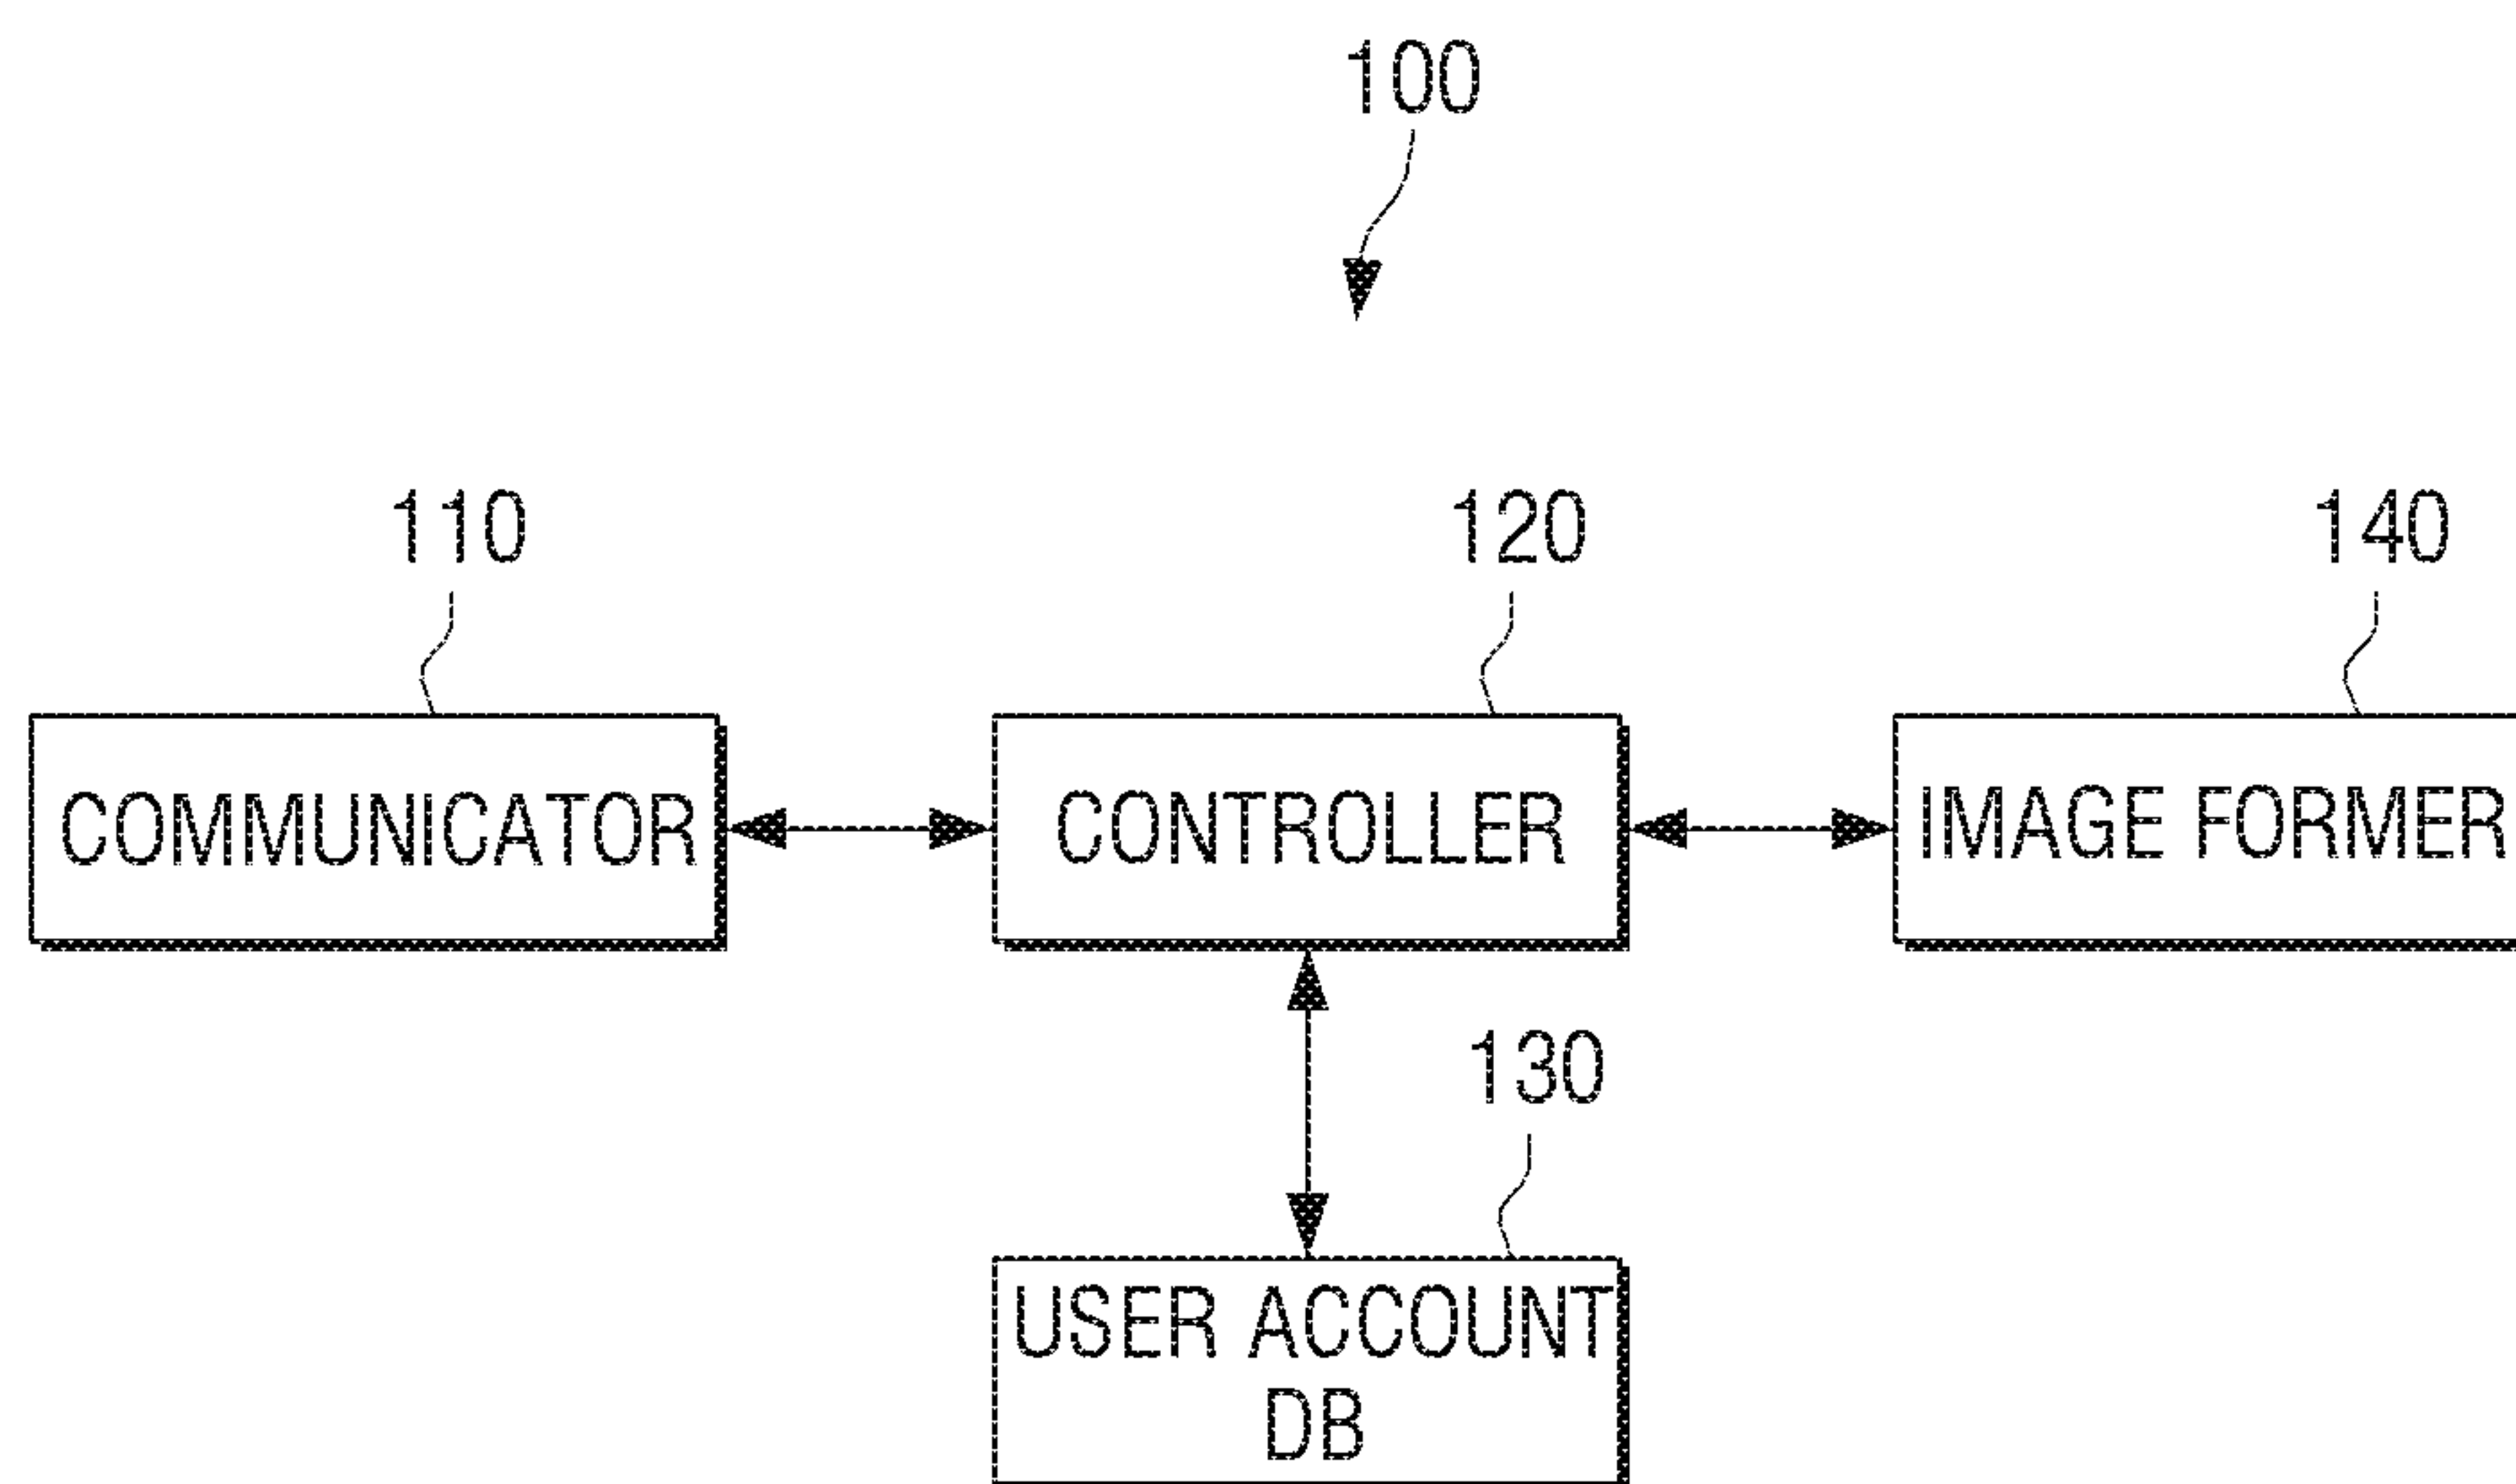 100
110
120
140
COMMUNICATOR
CONTROLLER
IMAGE FORMER
130
USER ACCOUNT
DB